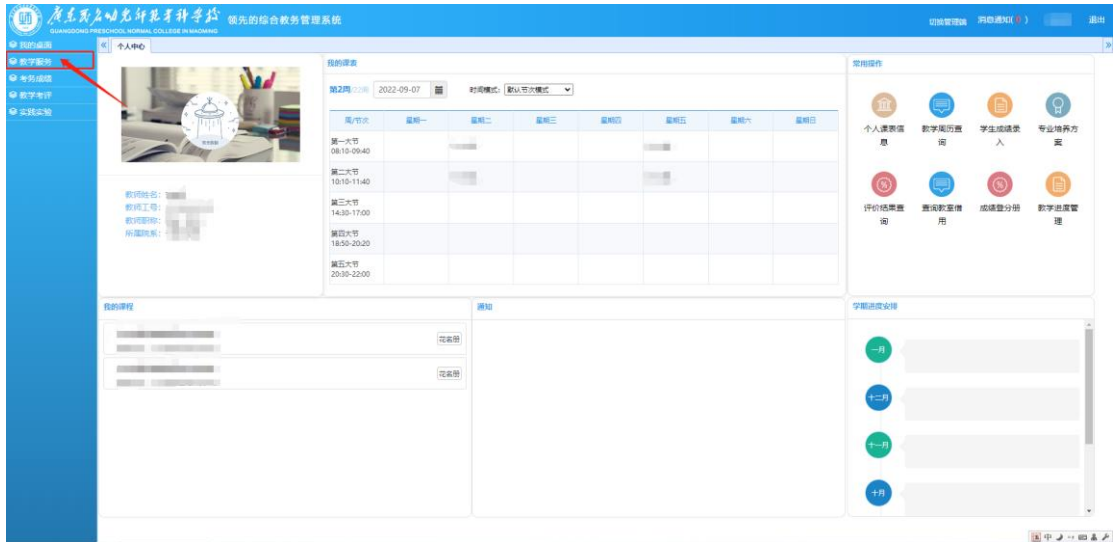 广东茂名幼儿师范专科学校 领先的综合教务管理系统
GUANGDONG PRESCHOOL NORMAL COLLEGE IN MAOMING
切换管理端 消息通知(0) 退出
我的桌面
教学服务
考务成绩
教学考评
实践实验
个人中心
教师姓名：
教师工号：
教师职称：
所属院系：
我的课表
第2周/22周 2022-09-07 时间模式： 默认节次模式
周/节次 星期一 星期二 星期三 星期四 星期五 星期六 星期日
第一大节
08:10-09:40
第二大节
10:10-11:40
第三大节
14:30-17:00
第四大节
18:50-20:20
第五大节
20:30-22:00
常用操作
个人课表信息
教学周历查询
学生成绩录入
专业培养方案
评价结果查询
查询教室借用
成绩登分册
教学进度管理
我的课程
花名册
花名册
通知
学期进度安排
一月
十二月
十一月
十月
中